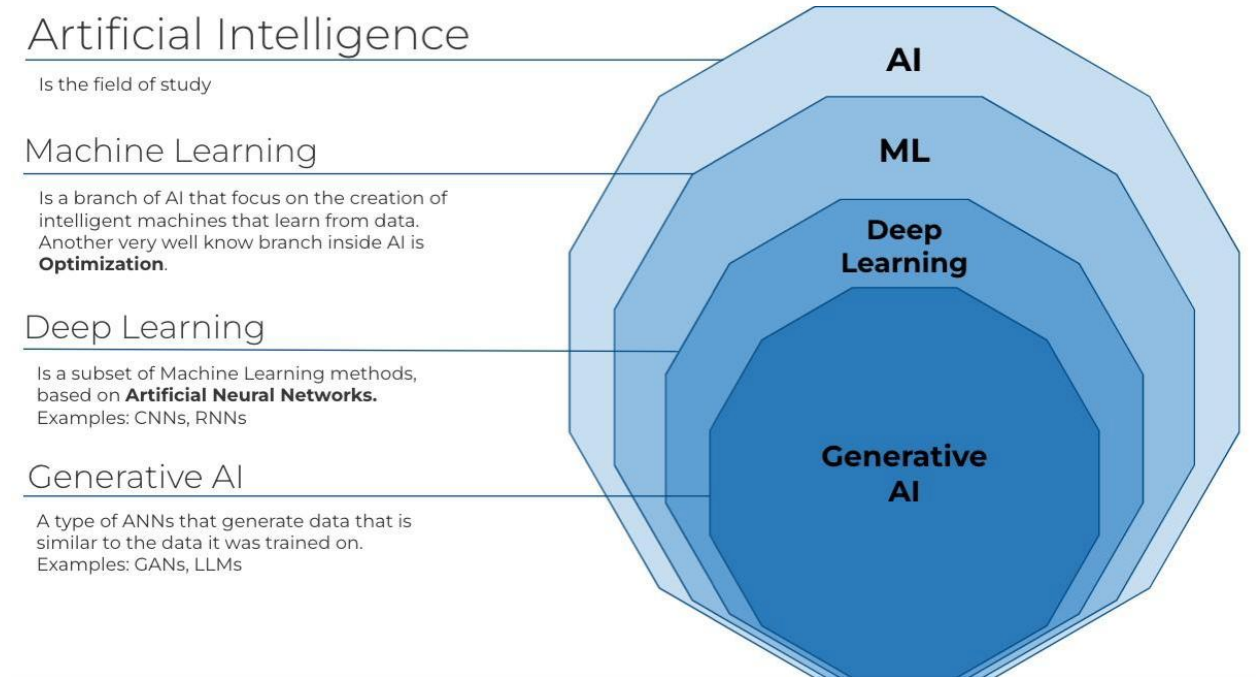 Artificial Intelligence
Is the field of study
Machine Learning
Is a branch of AI that focus on the creation of
intelligent machines that learn from data.
Another very well know branch inside AI is
Optimization.
Deep Learning
Is a subset of Machine Learning methods,
based on Artificial Neural Networks.
Examples: CNNs, RNNs
Generative AI
A type of ANNs that generate data that is
similar to the data it was trained on.
Examples: GANs, LLMs
AI
ML
Deep
Learning
Generative
AI